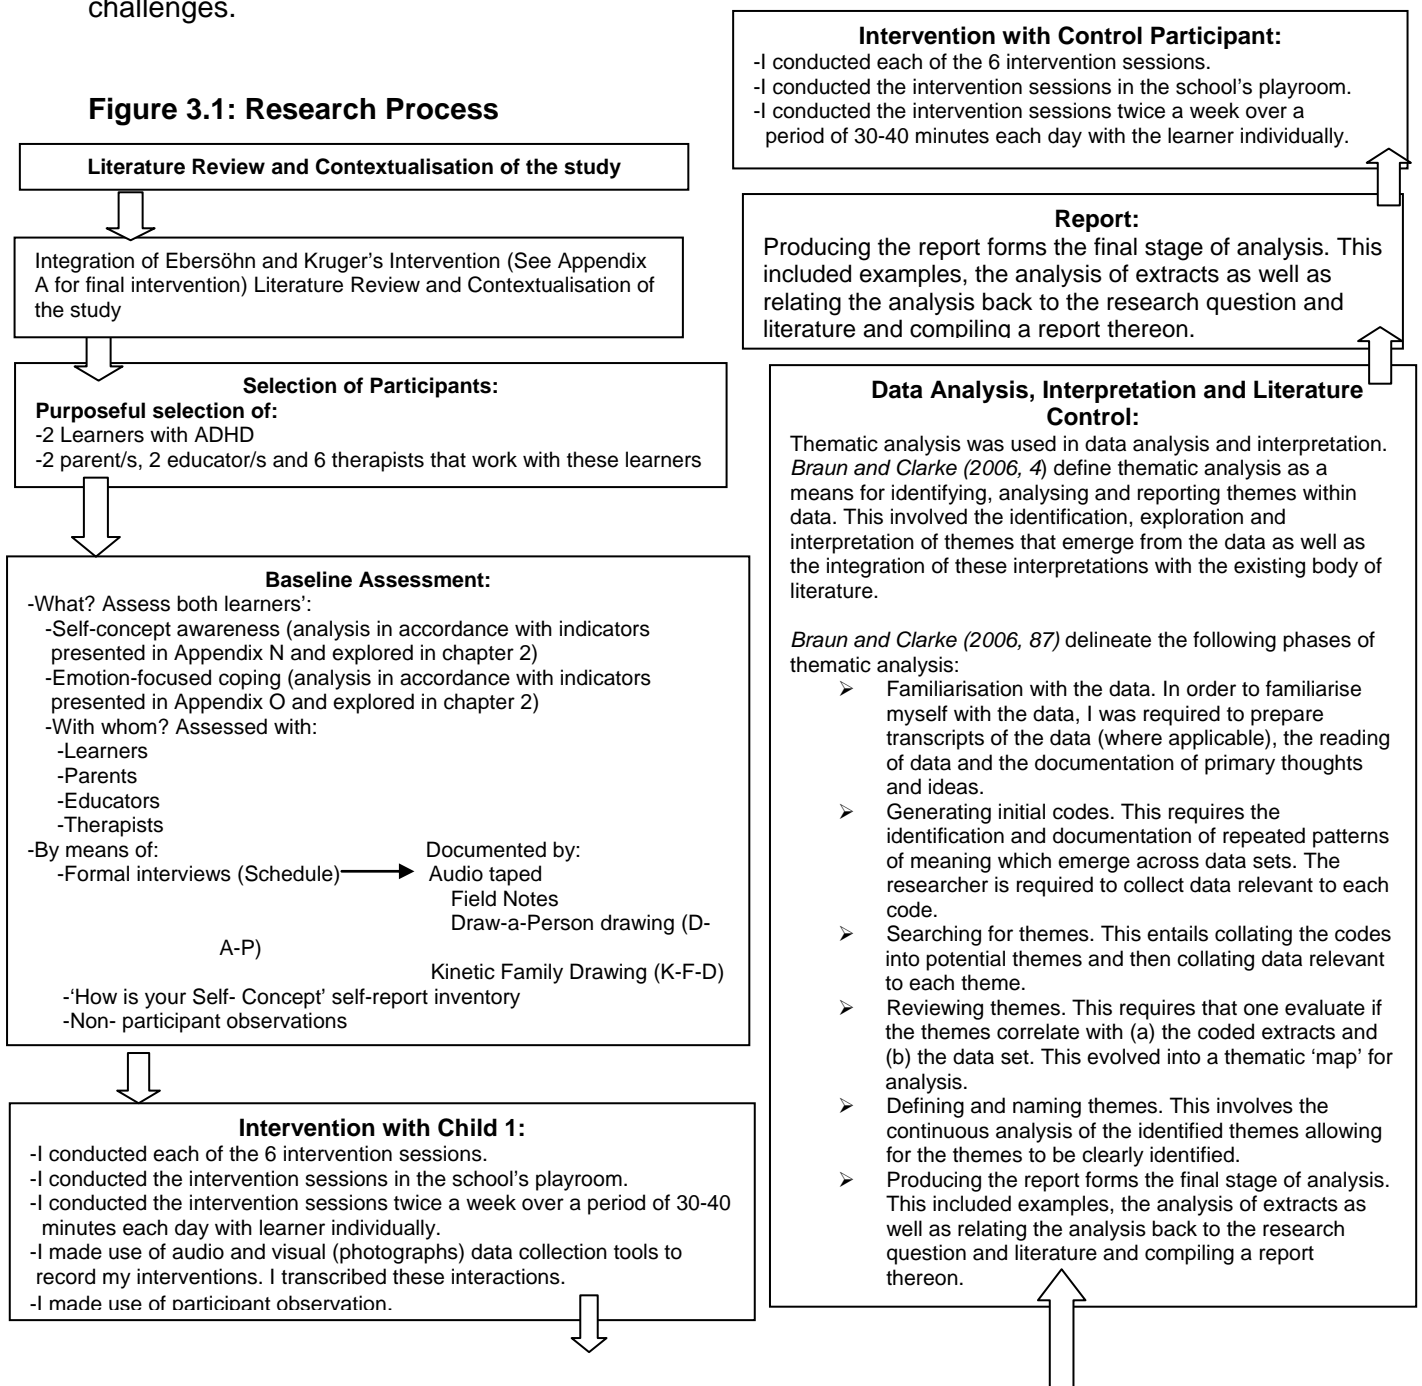 challenges.
Figure 3.1: Research Process
Literature Review and Contextualisation of the study
Integration of Ebersöhn and Kruger’s Intervention (See Appendix
A for final intervention) Literature Review and Contextualisation of
the study
Selection of Participants:
Purposeful selection of:
-2 Learners with ADHD
-2 parent/s, 2 educator/s and 6 therapists that work with these learners
Baseline Assessment:
-What? Assess both learners’:
-Self-concept awareness (analysis in accordance with indicators
presented in Appendix N and explored in chapter 2)
-Emotion-focused coping (analysis in accordance with indicators
presented in Appendix O and explored in chapter 2)
-With whom? Assessed with:
-Learners
-Parents
-Educators
-Therapists
-By means of: Documented by:
-Formal interviews (Schedule) Audio taped
Field Notes
Draw-a-Person drawing (D-
A-P)
Kinetic Family Drawing (K-F-D)
-‘How is your Self- Concept’ self-report inventory
-Non- participant observations
Intervention with Child 1:
-I conducted each of the 6 intervention sessions.
-I conducted the intervention sessions in the school’s playroom.
-I conducted the intervention sessions twice a week over a period of 30-40
minutes each day with learner individually.
-I made use of audio and visual (photographs) data collection tools to
record my interventions. I transcribed these interactions.
-I made use of participant observation.
Intervention with Control Participant:
-I conducted each of the 6 intervention sessions.
-I conducted the intervention sessions in the school’s playroom.
-I conducted the intervention sessions twice a week over a
period of 30-40 minutes each day with the learner individually.
Report:
Producing the report forms the final stage of analysis. This
included examples, the analysis of extracts as well as
relating the analysis back to the research question and
literature and compiling a report thereon.
Data Analysis, Interpretation and Literature
Control:
Thematic analysis was used in data analysis and interpretation.
Braun and Clarke (2006, 4) define thematic analysis as a
means for identifying, analysing and reporting themes within
data. This involved the identification, exploration and
interpretation of themes that emerge from the data as well as
the integration of these interpretations with the existing body of
literature.
Braun and Clarke (2006, 87) delineate the following phases of
thematic analysis:
➢ Familiarisation with the data. In order to familiarise
myself with the data, I was required to prepare
transcripts of the data (where applicable), the reading
of data and the documentation of primary thoughts
and ideas.
➢ Generating initial codes. This requires the
identification and documentation of repeated patterns
of meaning which emerge across data sets. The
researcher is required to collect data relevant to each
code.
➢ Searching for themes. This entails collating the codes
into potential themes and then collating data relevant
to each theme.
➢ Reviewing themes. This requires that one evaluate if
the themes correlate with (a) the coded extracts and
(b) the data set. This evolved into a thematic ‘map’ for
analysis.
➢ Defining and naming themes. This involves the
continuous analysis of the identified themes allowing
for the themes to be clearly identified.
➢ Producing the report forms the final stage of analysis.
This included examples, the analysis of extracts as
well as relating the analysis back to the research
question and literature and compiling a report
thereon.